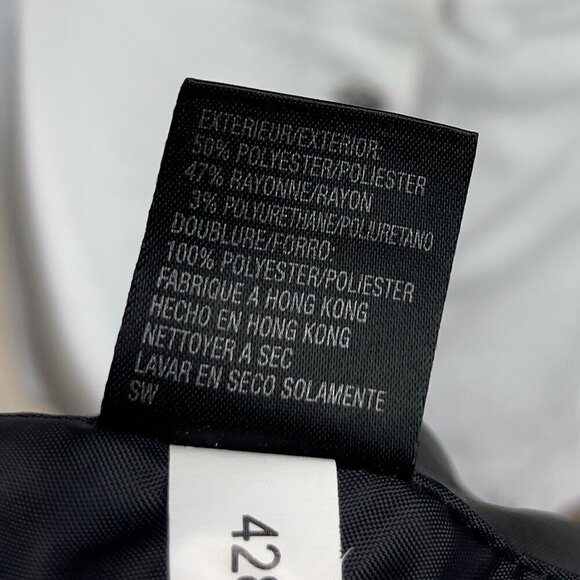 EXTERIEUR/EXTERIOR:
50% POLYESTER/POLIESTER
47% RAYONNE/RAYON
3% POLYURETHANE/POLIURETANO
DOUBLURE/FORRO:
100% POLYESTER/POLIESTER
FABRIQUE A HONG KONG
HECHO EN HONG KONG
NETTOYER A SEC
LAVAR EN SECO SOLAMENTE
SW
428